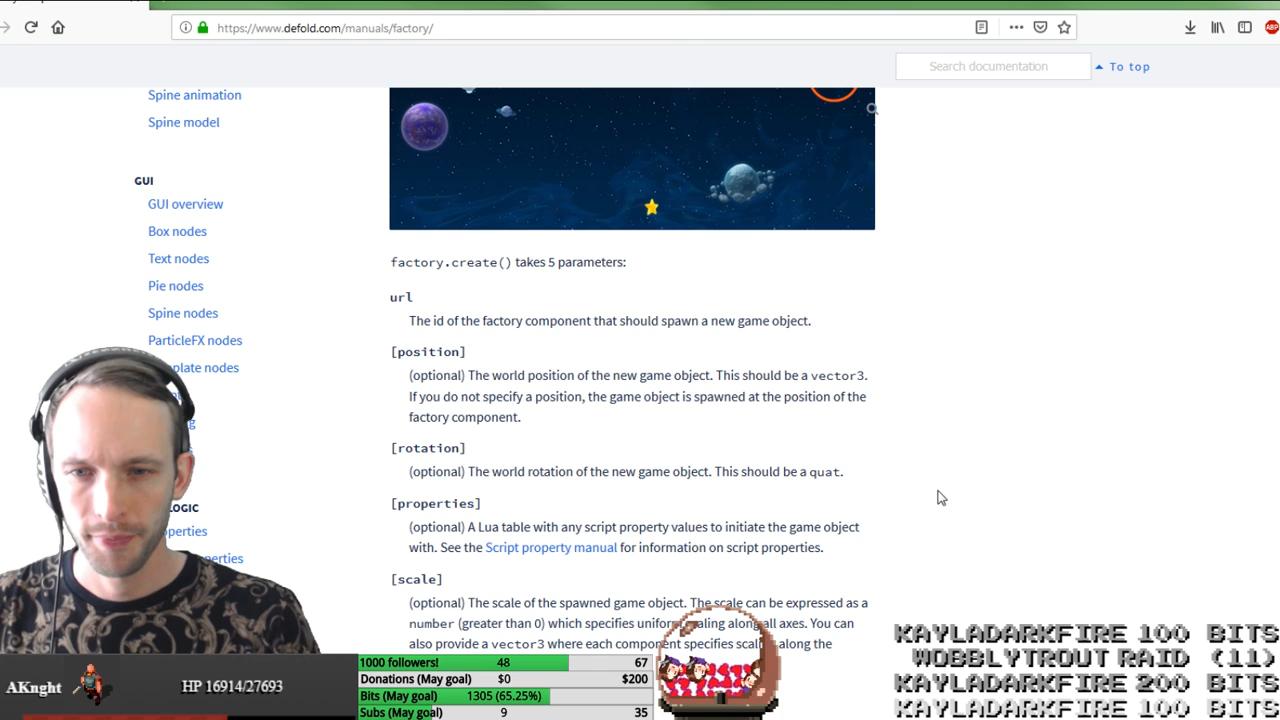 https://www.defold.com/manuals/factory/
Search documentation
To top
Spine animation
Spine model
GUI
GUI overview
Box nodes
Text nodes
Pie nodes
Spine nodes
ParticleFX nodes
plate nodes
LOGIC
operties
operties
factory.create() takes 5 parameters:
url
The id of the factory component that should spawn a new game object.
[position]
(optional) The world position of the new game object. This should be a vector3.
If you do not specify a position, the game object is spawned at the position of the
factory component.
[rotation]
(optional) The world rotation of the new game object. This should be a quat.
[properties]
(optional) A Lua table with any script property values to initiate the game object
with. See the Script property manual for information on script properties.
[scale]
(optional) The scale of the spawned game object. The scale can be expressed as a
number (greater than 0) which specifies uniform scaling along all axes. You can
also provide a vector3 where each component specifies scaling along the
AKnght
HP 16914/27693
1000 followers! 48 67
Donations (May goal) $0 $200
Bits (May goal) 1305 (65.25%)
Subs (May goal) 9 35
KAYLADARKFIRE 100 BITS
WOBBLYTROUT RAID (11)
KAYLADARKFIRE 200 BITS
KAYLADARKFIRE 100 BITS
ABP